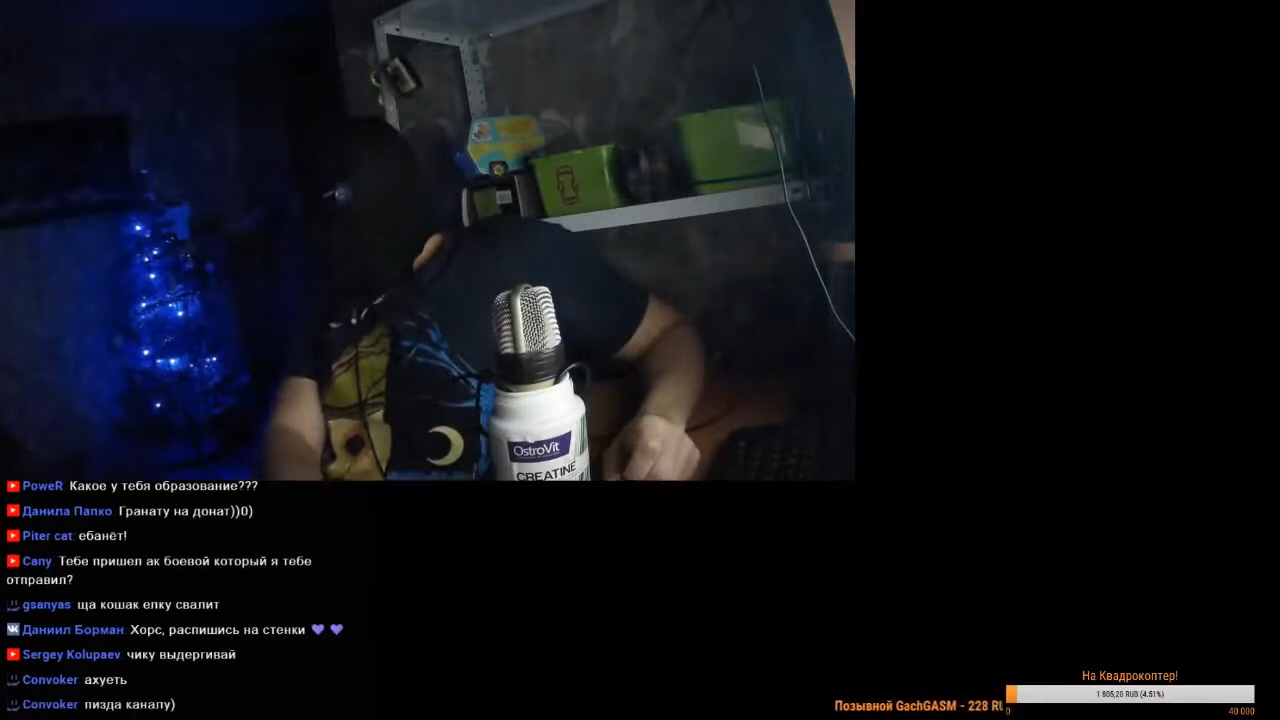 OstroVit
CREATINE
PoweR Какое у тебя образование???
Данила Папко Гранату на донат))0)
Piter cat ебанёт!
Cany Тебе пришел ак боевой который я тебе
отправил?
gsanyas ща кошак елку свалит
Даниил Борман Хорс, распишись на стенки
Sergey Kolupaev чику выдергивай
Convoker ахуеть
Convoker пизда каналу)
На Квадрокоптер!
1 805,20 RUB (4.51%)
0 40 000
Позывной GachGASM - 228 RU